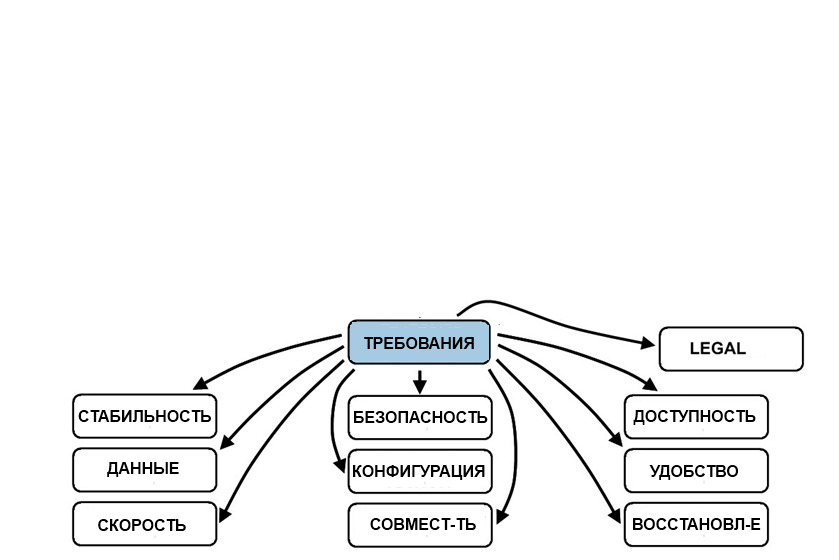 ТРЕБОВАНИЯ
LEGAL
СТАБИЛЬНОСТЬ
БЕЗОПАСНОСТЬ
ДОСТУПНОСТЬ
ДАННЫЕ
КОНФИГУРАЦИЯ
УДОБСТВО
СКОРОСТЬ
СОВМЕСТ-ТЬ
ВОССТАНОВЛ-Е